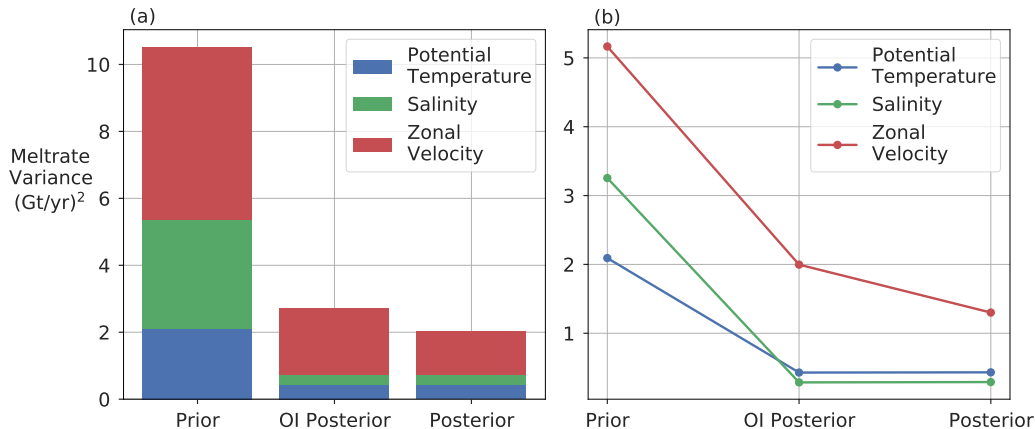 (a)
10
8
6
4
2
0
Meltrate
Variance
(Gt/yr)²
Potential
Temperature
Salinity
Zonal
Velocity
Prior
OI Posterior
Posterior
(b)
5
4
3
2
1
Potential
Temperature
Salinity
Zonal
Velocity
Prior
OI Posterior
Posterior